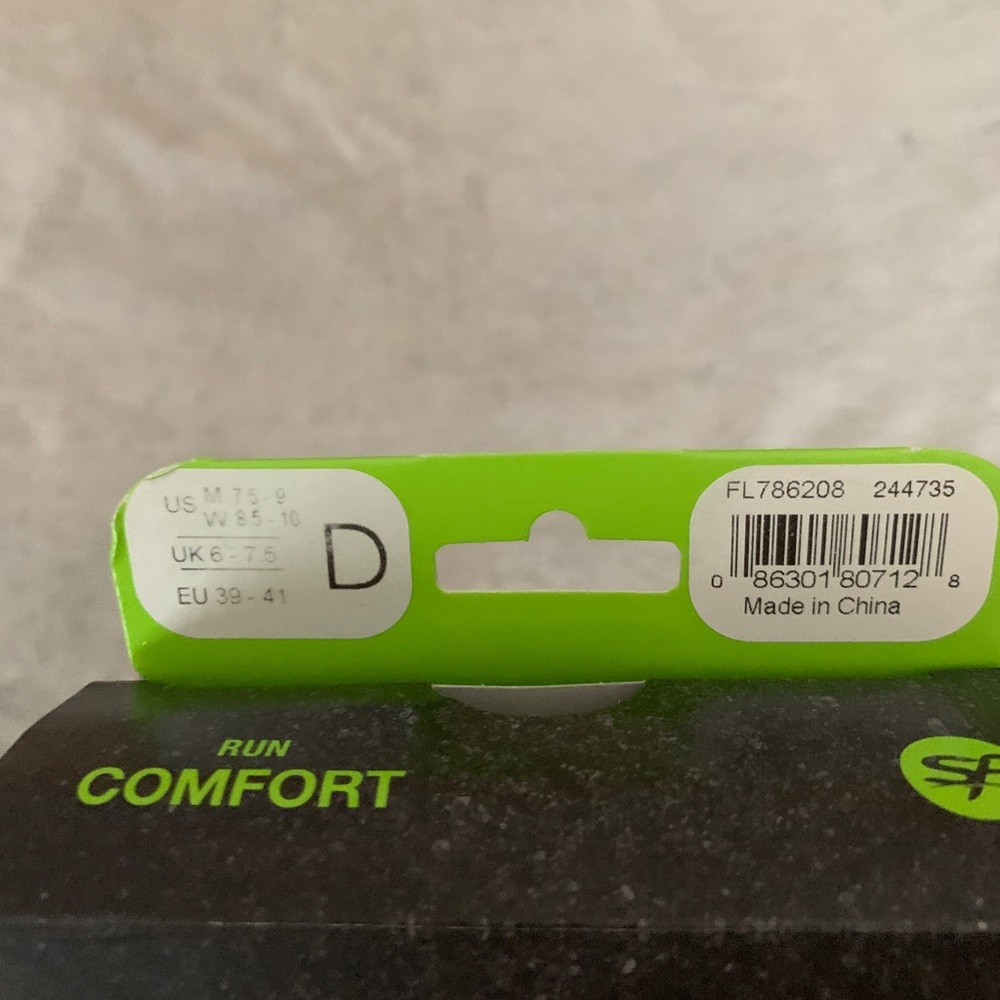 US M 7.5 - 9
W 8.5 - 10
UK 6 - 7.5
EU 39 - 41
D
FL786208 244735
0 86301 80712 8
Made in China
RUN
COMFORT